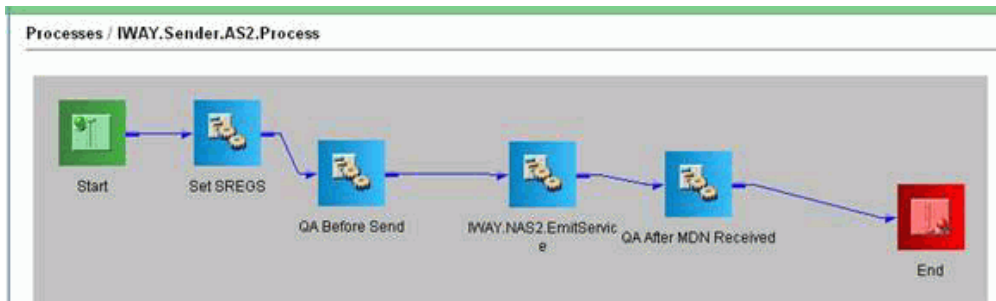 Processes / IWAY.Sender.AS2.Process
Start
Set SREGS
QA Before Send
IWAY.NAS2.EmitServic
e
QA After MDN Received
End